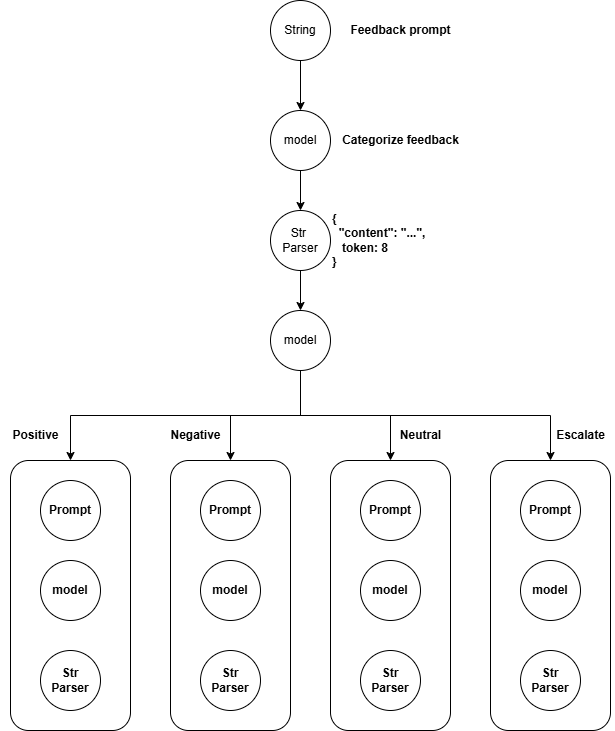 String
Feedback prompt
model
Categorize feedback
Str
Parser
{
"content": "...",
token: 8
}
model
Positive
Negative
Neutral
Escalate
Prompt
Prompt
Prompt
Prompt
model
model
model
model
Str
Parser
Str
Parser
Str
Parser
Str
Parser